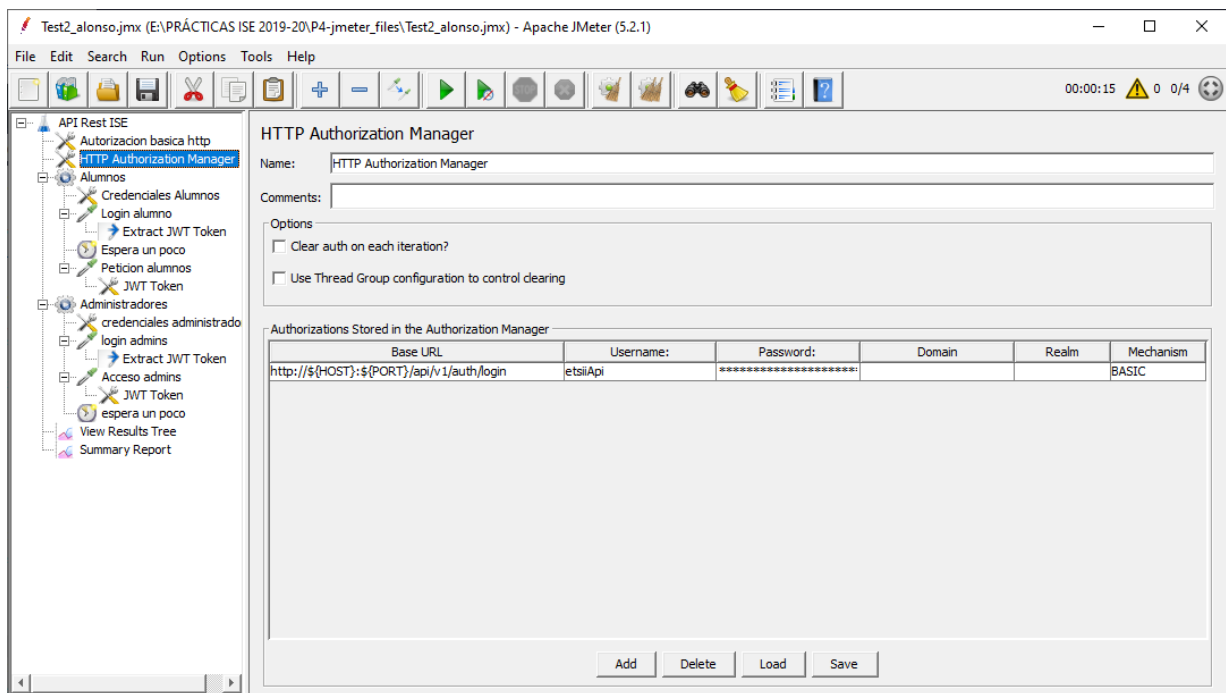 Test2_alonso.jmx (E:\PRÁCTICAS ISE 2019-20\P4-jmeter_files\Test2_alonso.jmx) - Apache JMeter (5.2.1)
File Edit Search Run Options Tools Help
STOP
00:00:15 0 0/4
API Rest ISE
Autorizacion basica http
HTTP Authorization Manager
Alumnos
Credenciales Alumnos
Login alumno
Extract JWT Token
Espera un poco
Peticion alumnos
JWT Token
Administradores
credenciales administrado
login admins
Extract JWT Token
Acceso admins
JWT Token
espera un poco
View Results Tree
Summary Report
HTTP Authorization Manager
Name: HTTP Authorization Manager
Comments:
Options
Clear auth on each iteration?
Use Thread Group configuration to control clearing
Authorizations Stored in the Authorization Manager
Base URL Username: Password: Domain Realm Mechanism
http://${HOST}:${PORT}/api/v1/auth/login etsiiApi ******************** BASIC
Add Delete Load Save